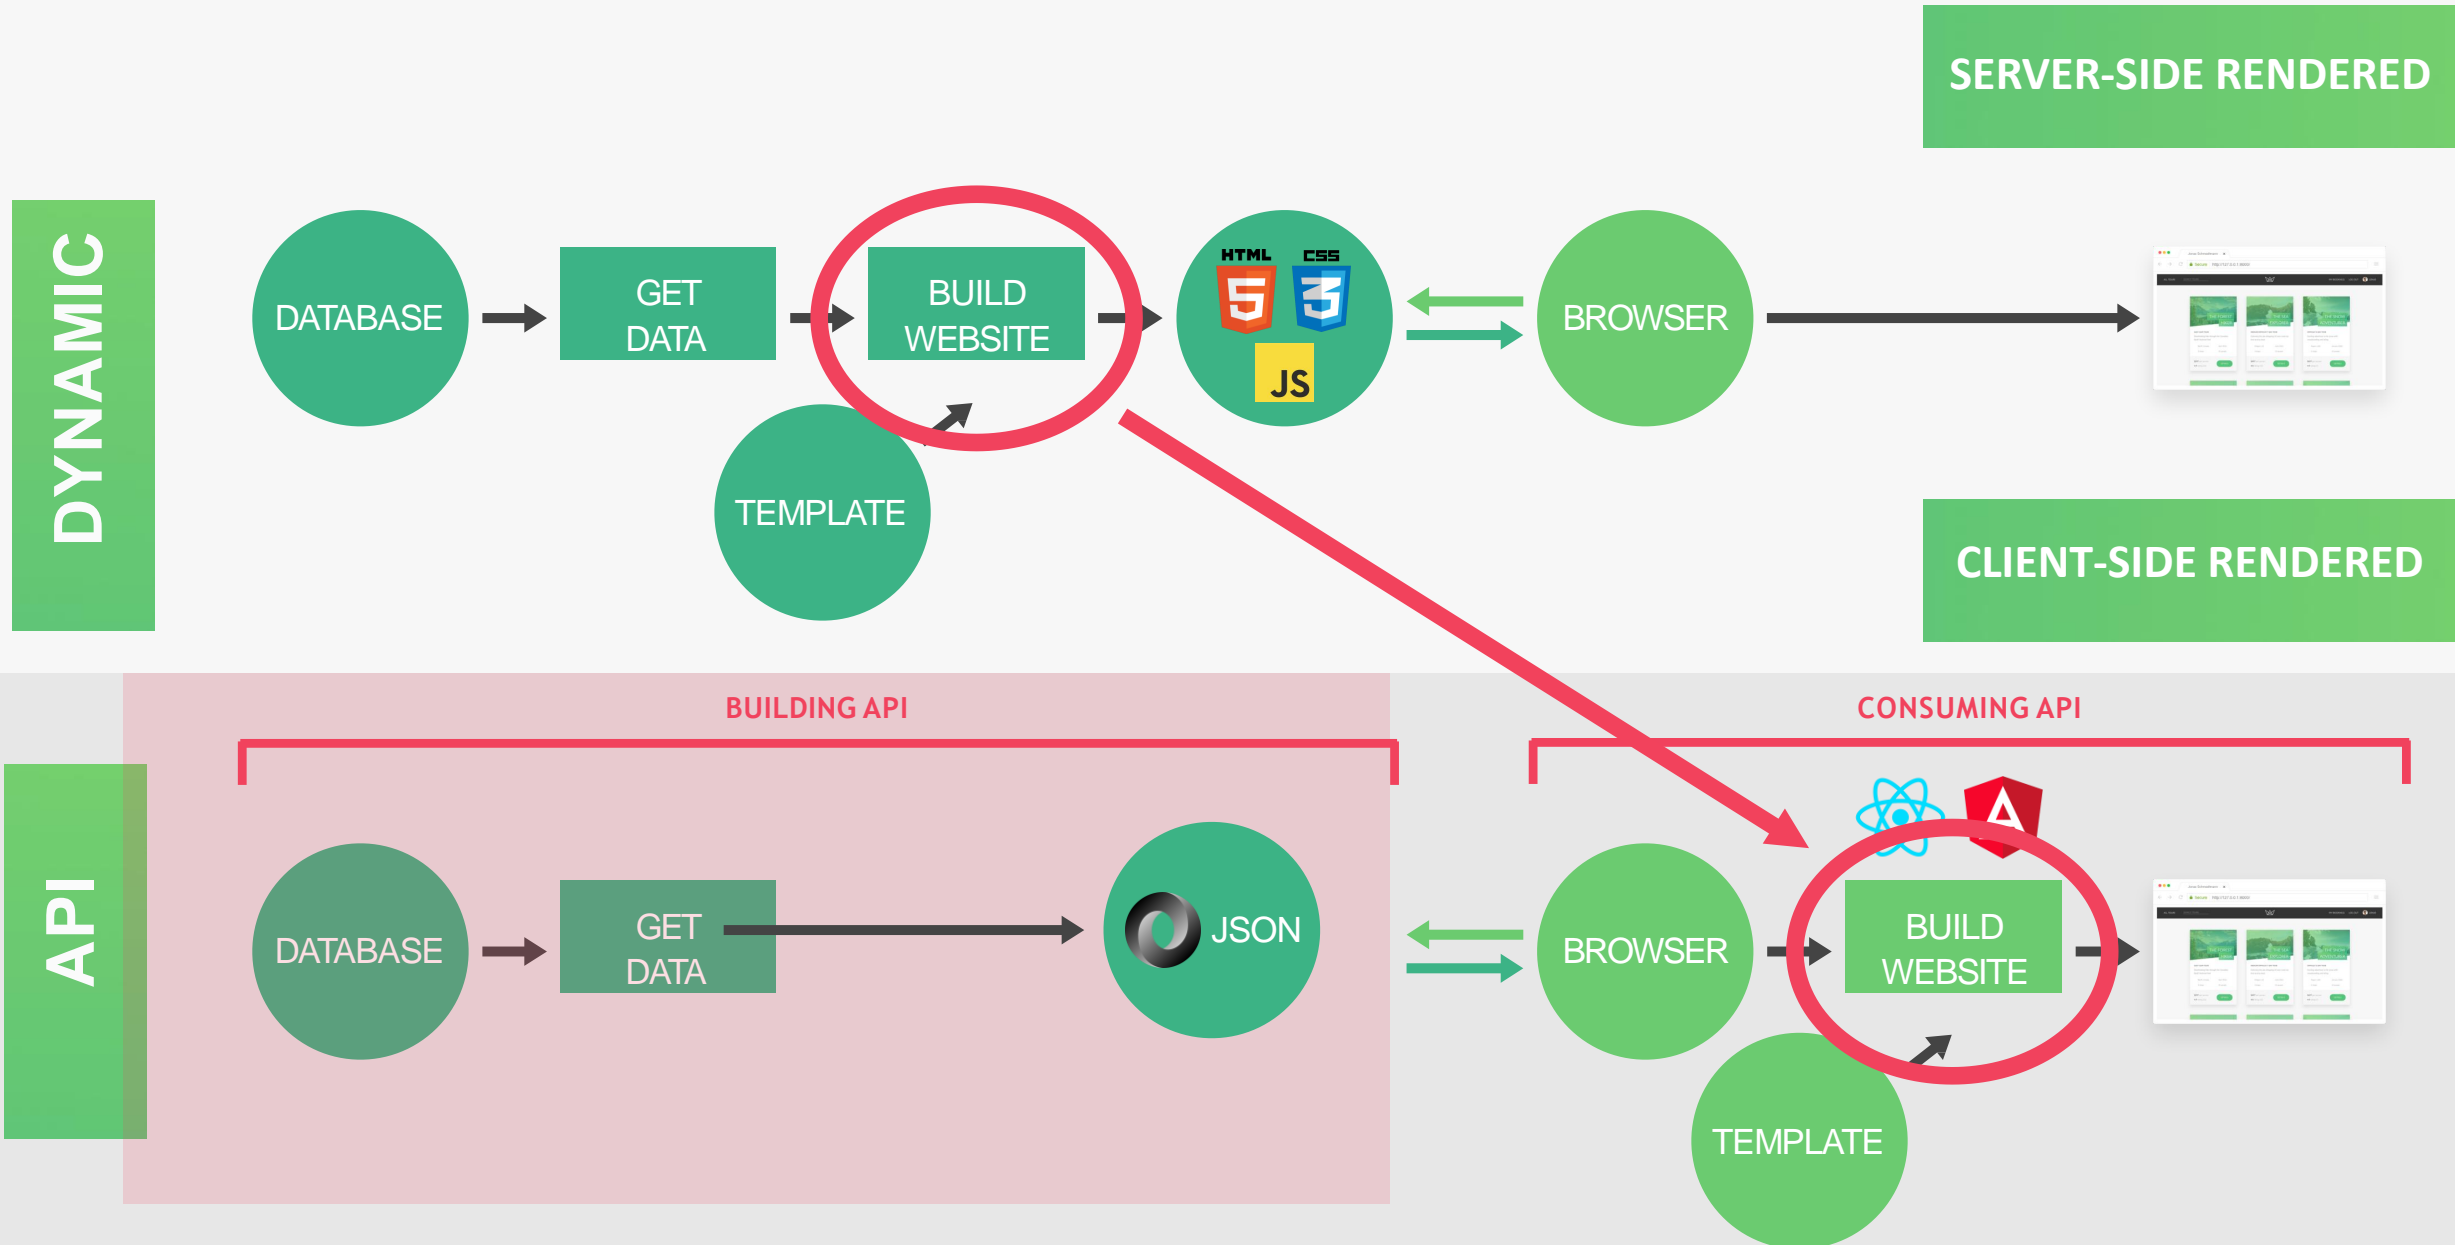 SERVER-SIDE RENDERED
DYNAMIC
DATABASE
GET
DATA
BUILD
WEBSITE
HTML
CSS
JS
BROWSER
TEMPLATE
CLIENT-SIDE RENDERED
BUILDING API
CONSUMING API
API
DATABASE
GET
DATA
JSON
BROWSER
BUILD
WEBSITE
TEMPLATE